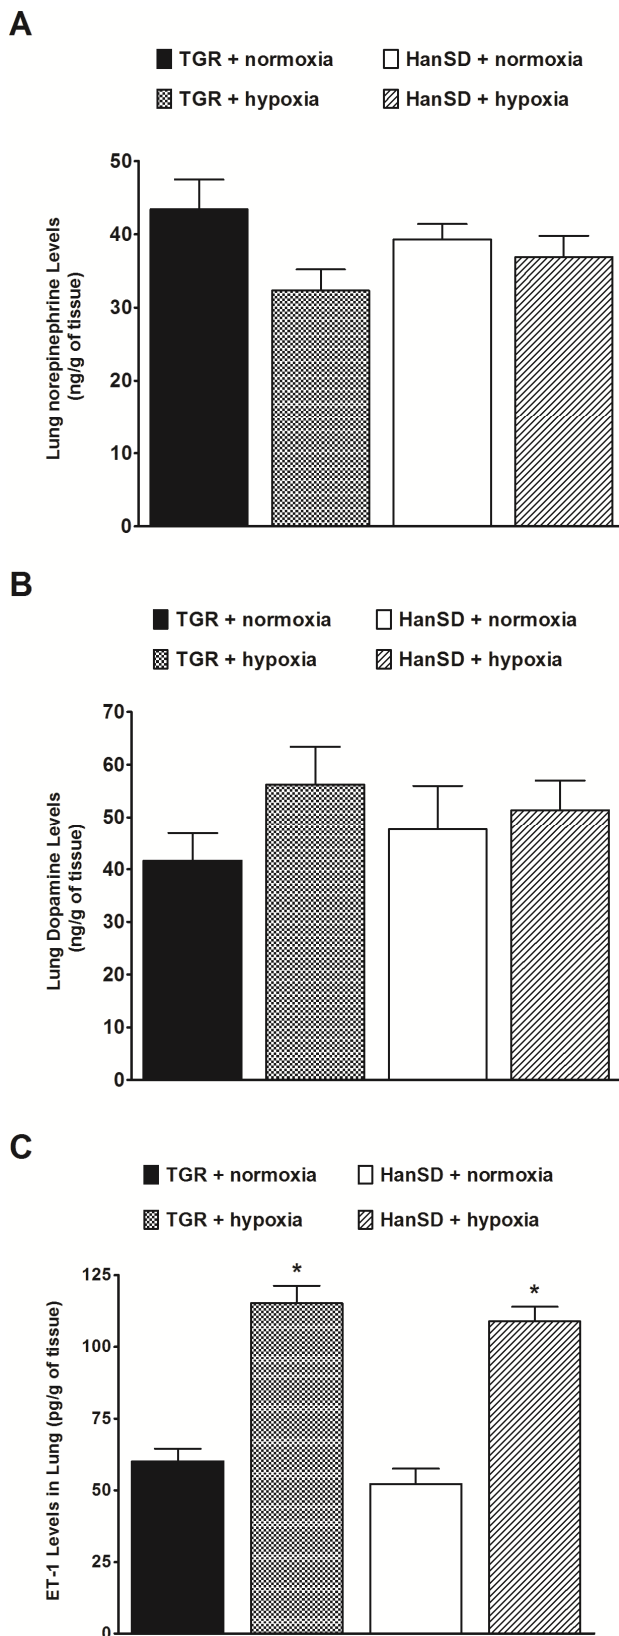 A
TGR + normoxia
HanSD + normoxia
TGR + hypoxia
HanSD + hypoxia
50
40
30
20
10
0
Lung norepinephrine Levels
(ng/g of tissue)
B
TGR + normoxia
HanSD + normoxia
TGR + hypoxia
HanSD + hypoxia
70
60
50
40
30
20
10
0
Lung Dopamine Levels
(ng/g of tissue)
C
TGR + normoxia
HanSD + normoxia
TGR + hypoxia
HanSD + hypoxia
125
100
75
50
25
0
ET-1 Levels in Lung (pg/g of tissue)
*
*